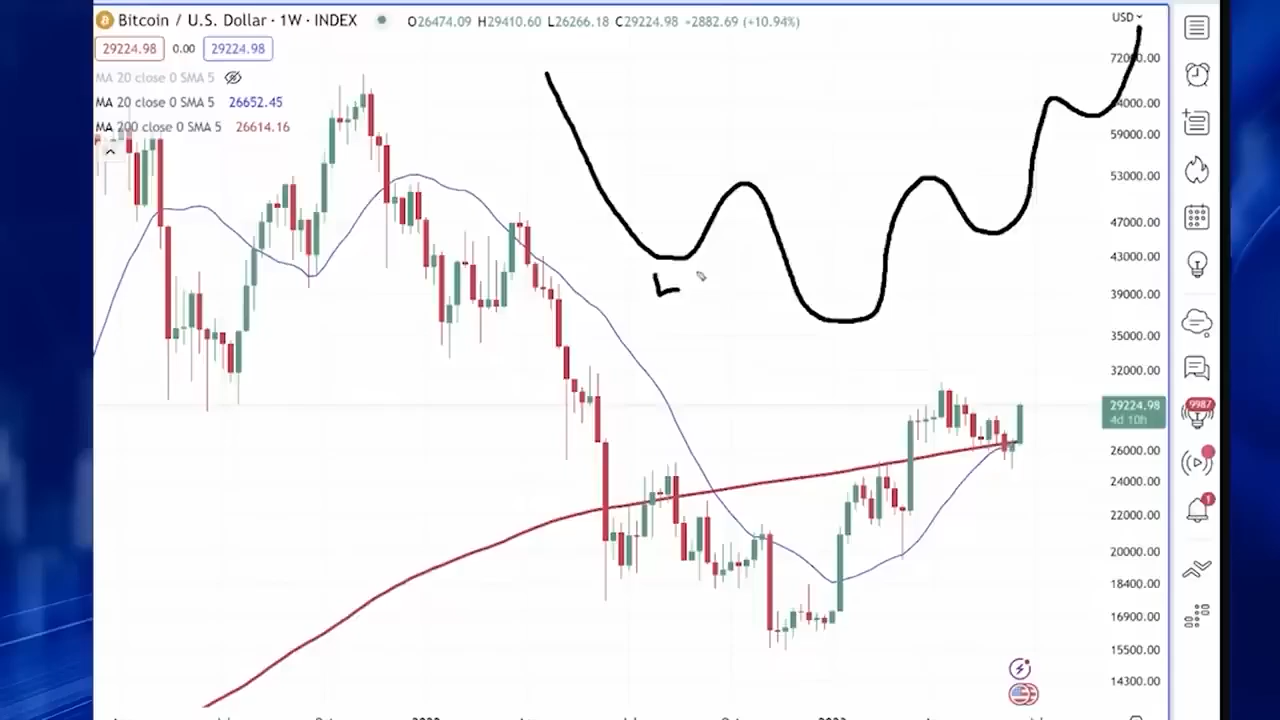 Bitcoin / U.S. Dollar · 1W · INDEX
O26474.09 H29410.60 L26266.18 C29224.98 +2882.69 (+10.94%)
USD
29224.98 0.00 29224.98
MA 20 close 0 SMA 5
MA 20 close 0 SMA 5 26652.45
MA 200 close 0 SMA 5 26614.16
59000.00
53000.00
47000.00
43000.00
39000.00
35000.00
32000.00
29224.98
4d 10h
9987
26000.00
24000.00
1
22000.00
20000.00
18400.00
16900.00
15500.00
14300.00